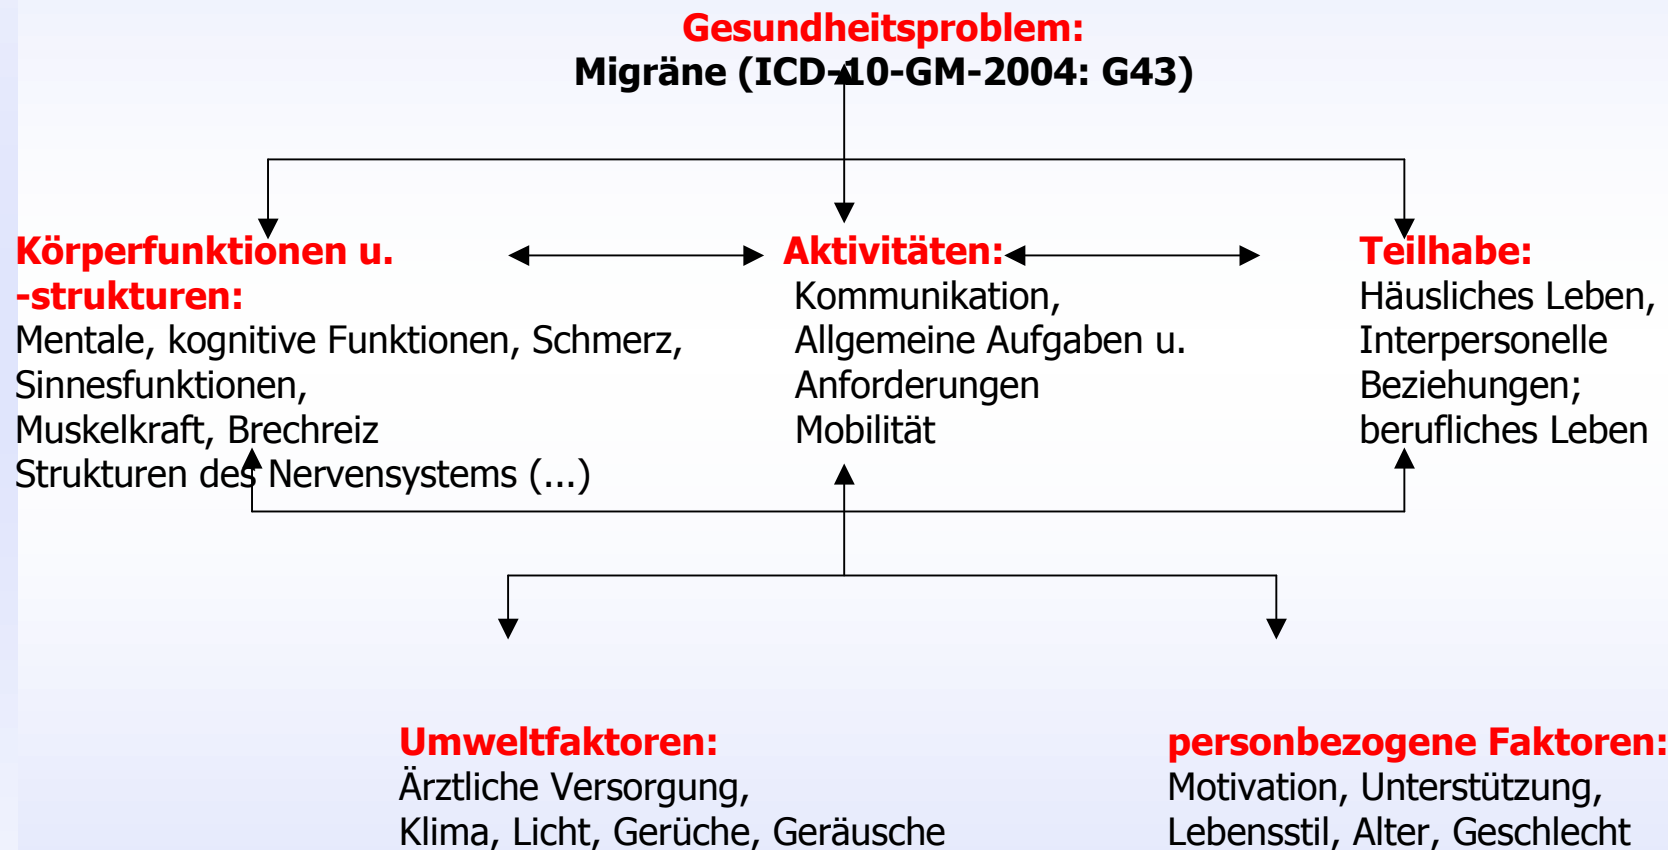 Gesundheitsproblem:
Migräne (ICD-10-GM-2004: G43)
Körperfunktionen u.
-strukturen:
Mentale, kognitive Funktionen, Schmerz,
Sinnesfunktionen,
Muskelkraft, Brechreiz
Strukturen des Nervensystems (...)
Aktivitäten:
Kommunikation,
Allgemeine Aufgaben u.
Anforderungen
Mobilität
Teilhabe:
Häusliches Leben,
Interpersonelle
Beziehungen;
berufliches Leben
Umweltfaktoren:
Ärztliche Versorgung,
Klima, Licht, Gerüche, Geräusche
personbezogene Faktoren:
Motivation, Unterstützung,
Lebensstil, Alter, Geschlecht